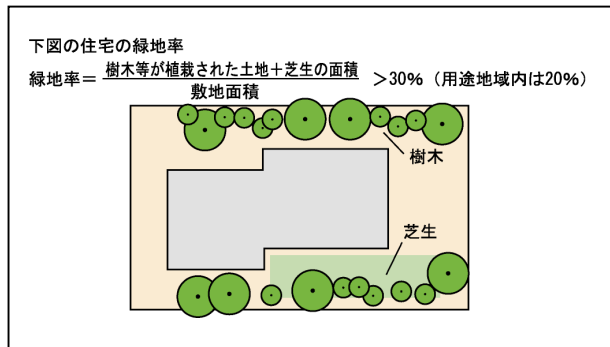 下図の住宅の緑地率
緑地率＝樹木等が植栽された土地＋芝生の面積／敷地面積＞30％（用途地域内は20％）
樹木
芝生